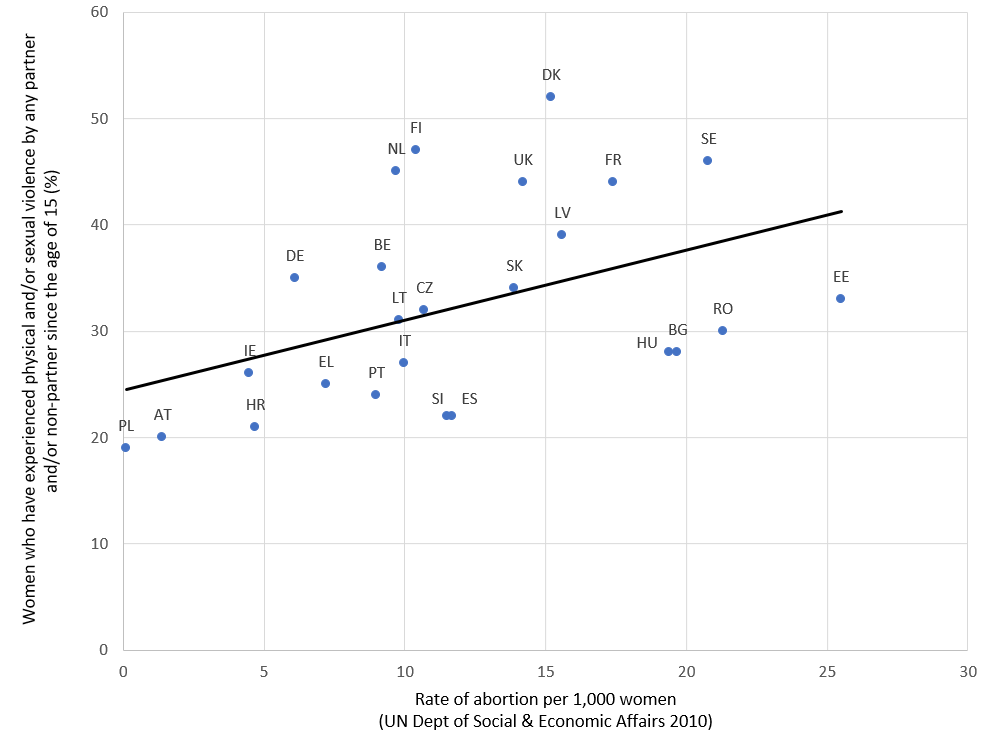 Women who have experienced physical and/or sexual violence by any partner
and/or non-partner since the age of 15 (%)
60
50
40
30
20
10
0
DK
FI
NL
UK
FR
SE
LV
BE
DE
SK
EE
CZ
LT
RO
BG
HU
IT
IE
EL
PT
SI
ES
HR
AT
PL
0
5
10
15
20
25
30
Rate of abortion per 1,000 women
(UN Dept of Social & Economic Affairs 2010)